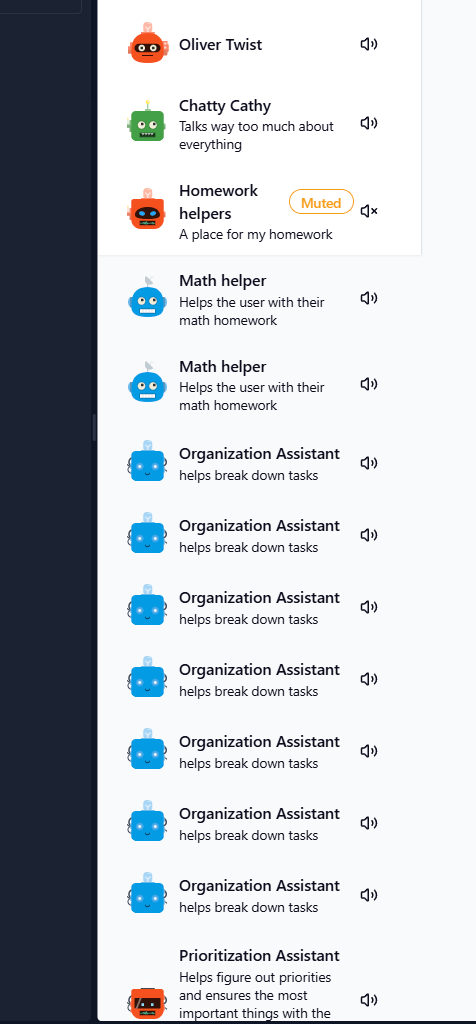 Oliver Twist
Chatty Cathy
Talks way too much about
everything
Homework
helpers
Muted
A place for my homework
Math helper
Helps the user with their
math homework
Math helper
Helps the user with their
math homework
Organization Assistant
helps break down tasks
Organization Assistant
helps break down tasks
Organization Assistant
helps break down tasks
Organization Assistant
helps break down tasks
Organization Assistant
helps break down tasks
Organization Assistant
helps break down tasks
Organization Assistant
helps break down tasks
Prioritization Assistant
Helps figure out priorities
and ensures the most
important things with the